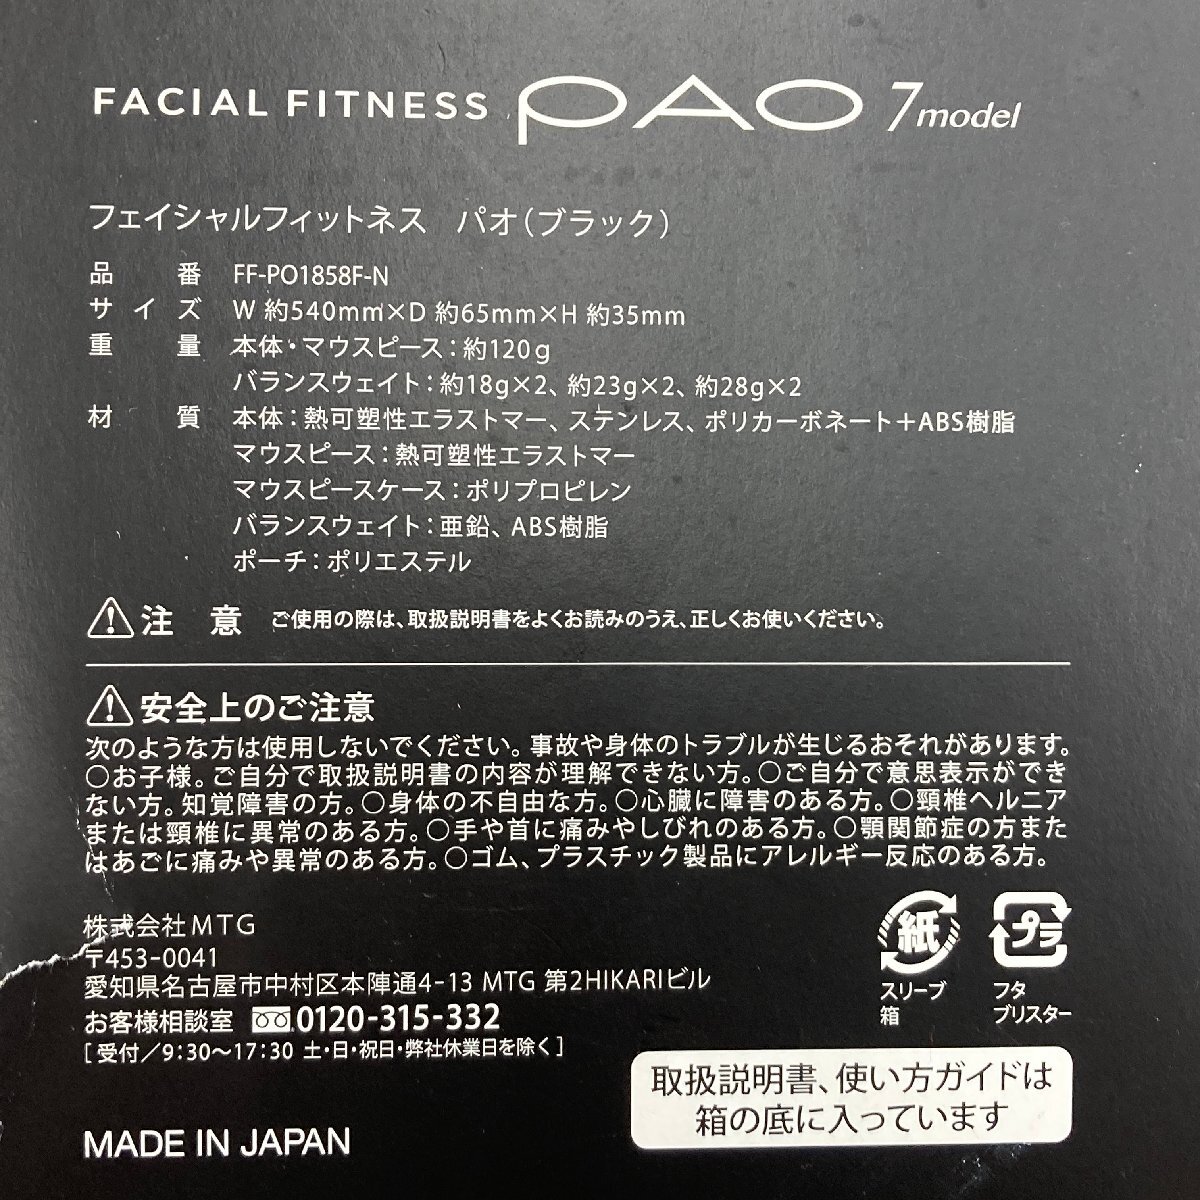 FACIAL FITNESS PAO 7 model
フェイシャルフィットネス パオ(ブラック)
品番 FF-PO1858F-N
サイズ W 約540mm×D 約65mm×H 約35mm
重量 本体・マウスピース:約120g
バランスウェイト:約18g×2、約23g×2、約28g×2
材質 本体:熱可塑性エラストマー、ステンレス、ポリカーボネート+ABS樹脂
マウスピース:熱可塑性エラストマー
マウスピースケース:ポリプロピレン
バランスウェイト:亜鉛、ABS樹脂
ポーチ:ポリエステル
注意 ご使用の際は、取扱説明書をよくお読みのうえ、正しくお使いください。
安全上のご注意
次のような方は使用しないでください。事故や身体のトラブルが生じるおそれがあります。
○お子様。ご自分で取扱説明書の内容が理解できない方。○ご自分で意思表示ができ
ない方。知覚障害の方。○身体の不自由な方。○心臓に障害のある方。○頸椎ヘルニア
または頸椎に異常のある方。○手や首に痛みやしびれのある方。○顎関節症の方また
はあごに痛みや異常のある方。○ゴム、プラスチック製品にアレルギー反応のある方。
株式会社MTG
〒453-0041
愛知県名古屋市中村区本陣通4-13 MTG 第2HIKARIビル
お客様相談室 0120-315-332
[受付/9:30~17:30 土・日・祝日・弊社休業日を除く]
MADE IN JAPAN
紙
スリーブ
箱
プラ
フタ
ブリスター
取扱説明書、使い方ガイドは
箱の底に入っています